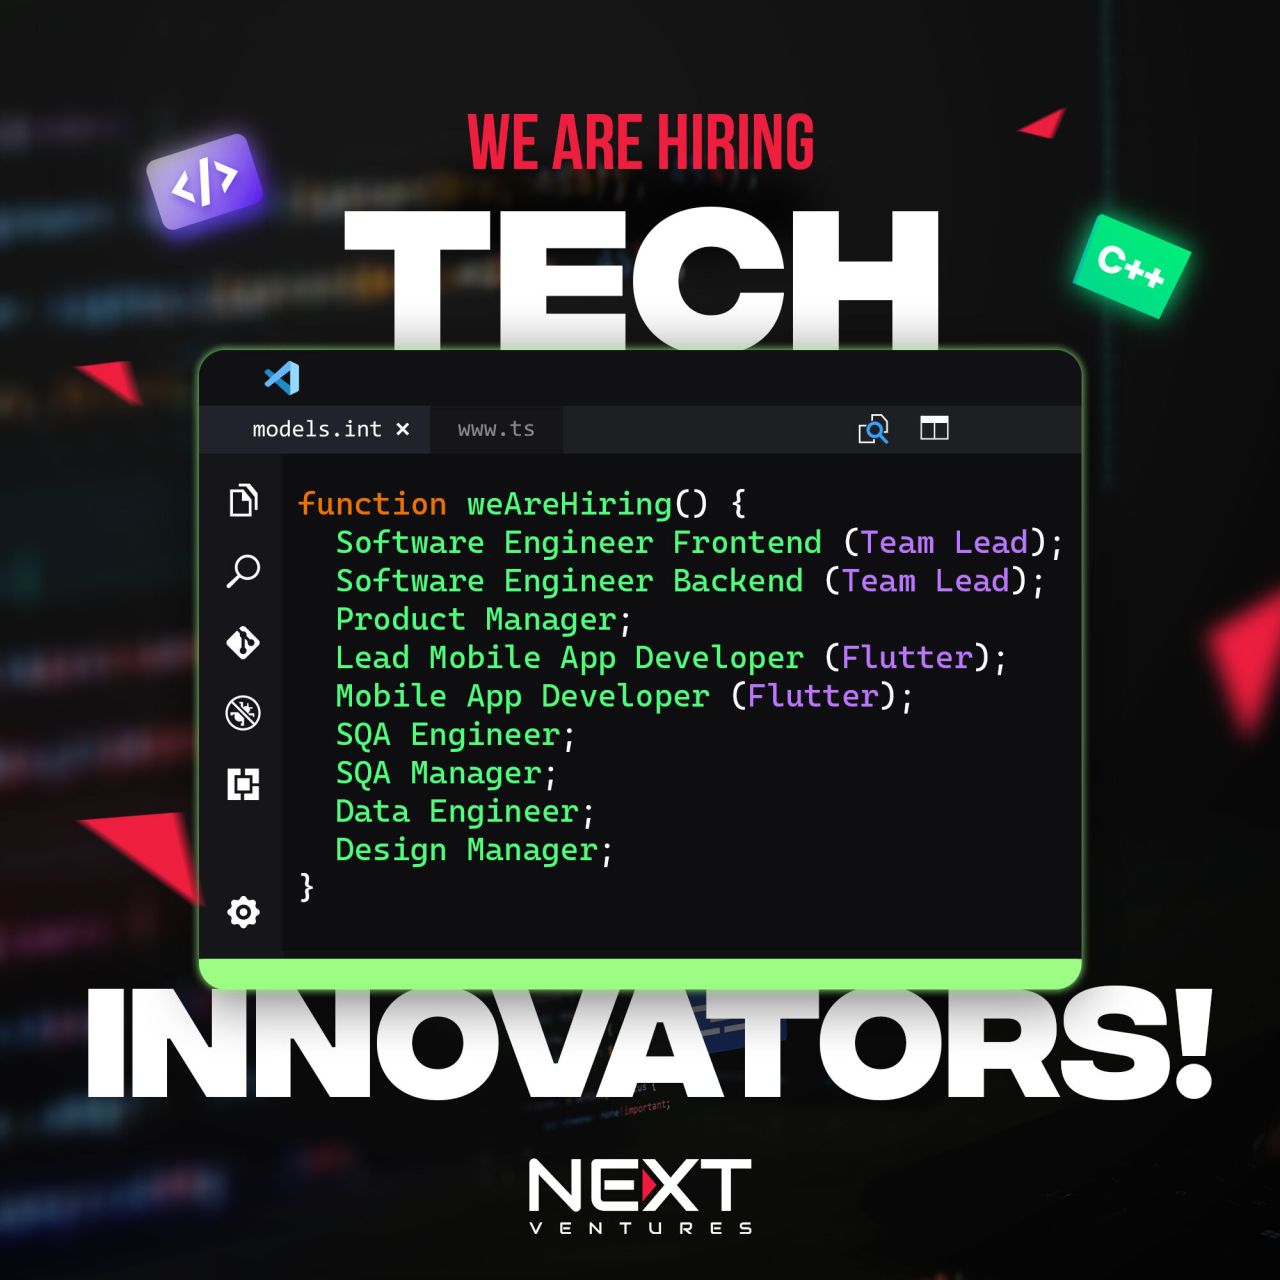 WE ARE HIRING
</>
TECH
C++
models.int ×
www.ts
function weAreHiring() {
Software Engineer Frontend (Team Lead);
Software Engineer Backend (Team Lead);
Product Manager;
Lead Mobile App Developer (Flutter);
Mobile App Developer (Flutter);
SQA Engineer;
SQA Manager;
Data Engineer;
Design Manager;
}
INNOVATORS!
!important;
NEXT
VENTURES